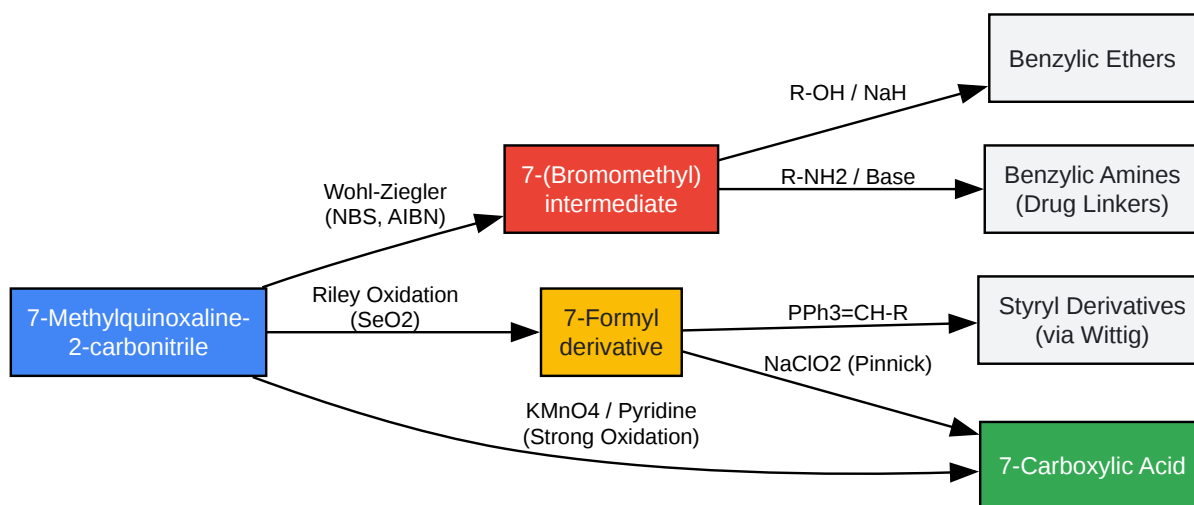 Benzylic Ethers
R-OH / NaH
7-(Bromomethyl)
intermediate
R-NH2 / Base
Benzylic Amines
(Drug Linkers)
Wohl-Ziegler
(NBS, AIBN)
7-Methylquinoxaline-
2-carbonitrile
Riley Oxidation
(SeO2)
7-Formyl
derivative
PPh3=CH-R
Styryl Derivatives
(via Wittig)
NaClO2 (Pinnick)
KMnO4 / Pyridine
(Strong Oxidation)
7-Carboxylic Acid